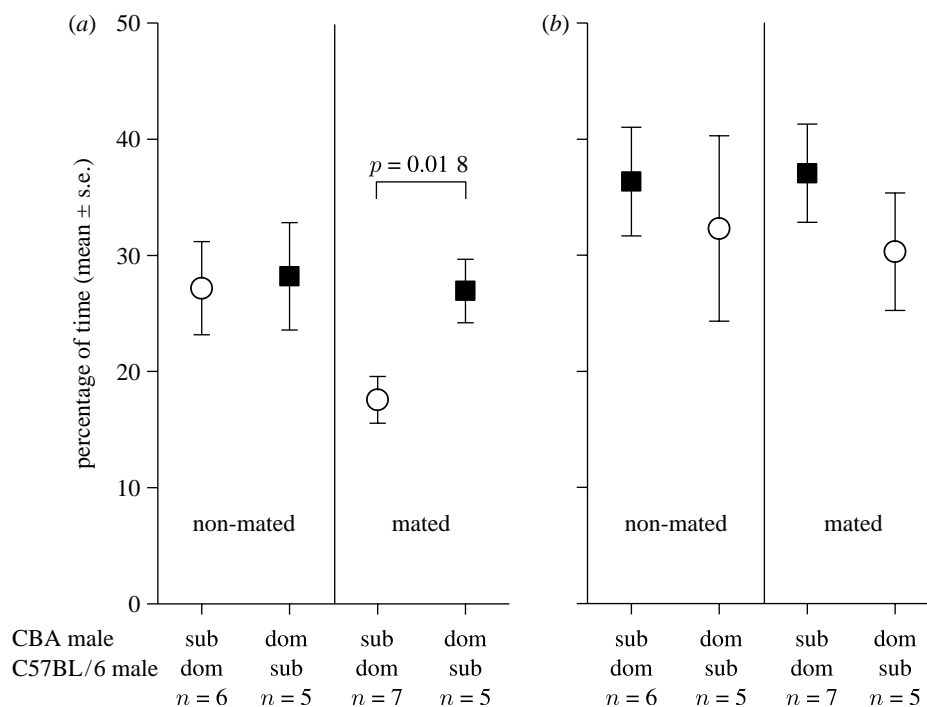 (a)
50
40
30
20
10
0
percentage of time (mean ± s.e.)
p = 0.01 8
non-mated
mated
(b)
non-mated
mated
CBA male sub dom sub dom sub dom sub dom
C57BL/6 male dom sub dom sub dom sub dom sub
n = 6 n = 5 n = 7 n = 5 n = 6 n = 5 n = 7 n = 5